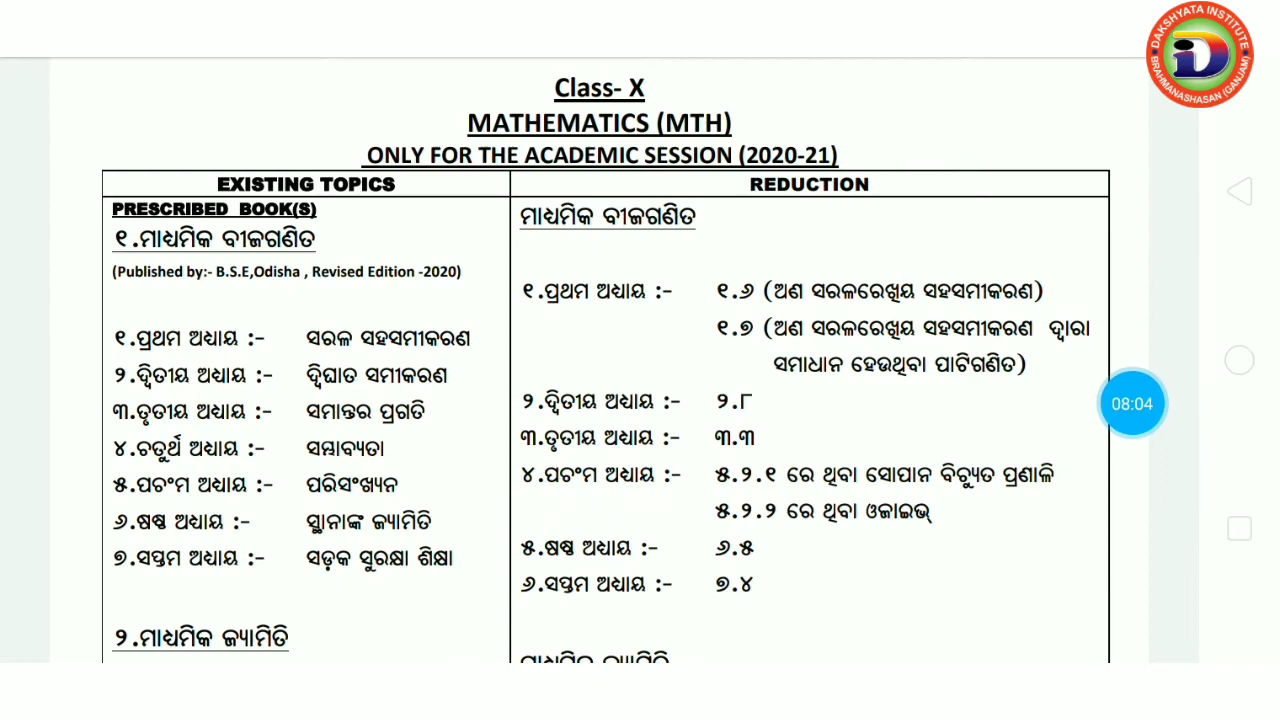 DAKSHYATA INSTITUTE
BRAHMANASHASAN (GANJAM)
Class- X
MATHEMATICS (MTH)
ONLY FOR THE ACADEMIC SESSION (2020-21)
EXISTING TOPICS
PRESCRIBED BOOK(S)
୧.ମାଧ୍ୟମିକ ବୀଜଗଣିତ
(Published by:- B.S.E,Odisha , Revised Edition -2020)
୧.ପ୍ରଥମ ଅଧ୍ୟାୟ :- ସରଳ ସହସମୀକରଣ
୨.ଦ୍ଵିତୀୟ ଅଧ୍ୟାୟ :- ଦ୍ଵିଘାତ ସମୀକରଣ
୩.ତୃତୀୟ ଅଧ୍ୟାୟ :- ସମାନ୍ତର ପ୍ରଗତି
୪.ଚତୁର୍ଥ ଅଧ୍ୟାୟ :- ସମ୍ଭାବ୍ୟତା
୫.ପଚଂମ ଅଧ୍ୟାୟ :- ପରିସଂଖ୍ୟନ
୬.ଷଷ୍ଠ ଅଧ୍ୟାୟ :- ସ୍ଥାନାଙ୍କ ଜ୍ୟାମିତି
୭.ସପ୍ତମ ଅଧ୍ୟାୟ :- ସଡ଼କ ସୁରକ୍ଷା ଶିକ୍ଷା
୨.ମାଧ୍ୟମିକ ଜ୍ୟାମିତି
REDUCTION
ମାଧ୍ୟମିକ ବୀଜଗଣିତ
୧.ପ୍ରଥମ ଅଧ୍ୟାୟ :- ୧.୬ (ଅଣ ସରଳରେଖିୟ ସହସମୀକରଣ)
୧.୭ (ଅଣ ସରଳରେଖିୟ ସହସମୀକରଣ ଦ୍ଵାରା
ସମାଧାନ ହେଉଥିବା ପାଟିଗଣିତ)
୨.ଦ୍ଵିତୀୟ ଅଧ୍ୟାୟ :- ୨.୮
୩.ତୃତୀୟ ଅଧ୍ୟାୟ :- ୩.୩
୪.ପଚଂମ ଅଧ୍ୟାୟ :- ୫.୨.୧ ରେ ଥିବା ସୋପାନ ବିଚ୍ୟୁତ ପ୍ରଣାଳି
୫.୨.୨ ରେ ଥିବା ଓଜାଇଭ୍
୫.ଷଷ୍ଠ ଅଧ୍ୟାୟ :- ୬.୫
୬.ସପ୍ତମ ଅଧ୍ୟାୟ :- ୭.୪
08:04